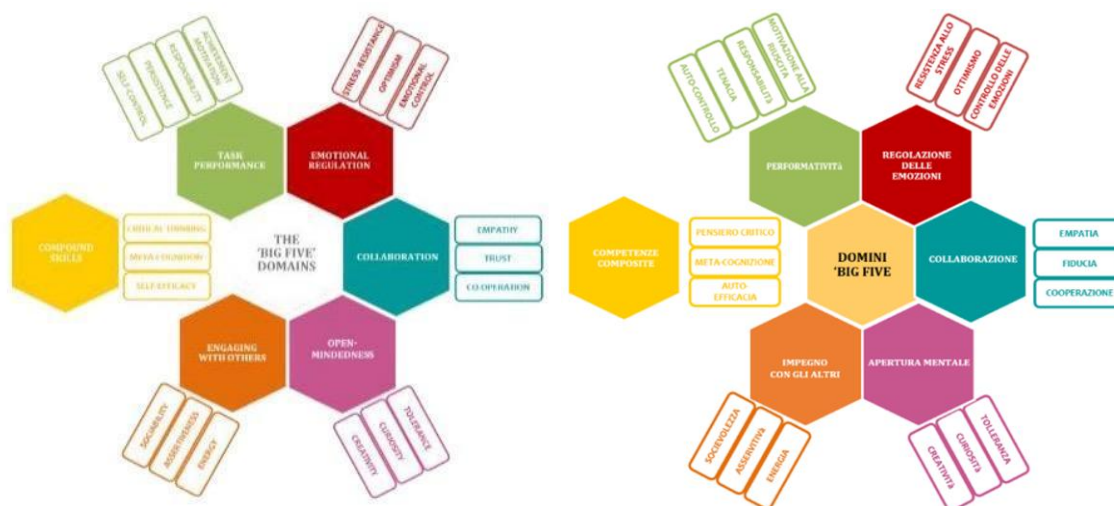 SELF-CONTROL
PERSISTENCE
RESPONSIBILITY
ACHIEVEMENT
MOTIVATION
STRESS RESISTANCE
OPTIMISM
EMOTIONAL
CONTROL
TASK
PERFORMANCE
EMOTIONAL
REGULATION
COMPOUND
SKILLS
CRITICAL THINKING
META-COGNITION
SELF-EFFICACY
THE
'BIG FIVE'
DOMAINS
COLLABORATION
EMPATHY
TRUST
CO-OPERATION
ENGAGING
WITH OTHERS
OPEN-
MINDEDNESS
SOCIABILITY
ASSERTIVENESS
ENERGY
CREATIVITY
CURIOSITY
TOLERANCE
AUTO-CONTROLLO
TENACIA
RESPONSABILITà
MOTIVAZIONE ALLA
RIUSCITA
RESISTENZA ALLO
STRESS
OTTIMISMO
CONTROLLO DELLE
EMOZIONI
PERFORMATIVITà
REGOLAZIONE
DELLE
EMOZIONI
COMPETENZE
COMPOSITE
PENSIERO CRITICO
META-COGNIZIONE
AUTO
EFFICACIA
DOMINI
'BIG FIVE
COLLABORAZIONE
EMPATIA
FIDUCIA
COOPERAZIONE
IMPEGNO
CON GLI ALTRI
APERTURA MENTALE
SOCIEVOLEZZA
ASSERVITIVà
ENERGIA
CREATIVITà
CURIOSITà
TOLLERANZA